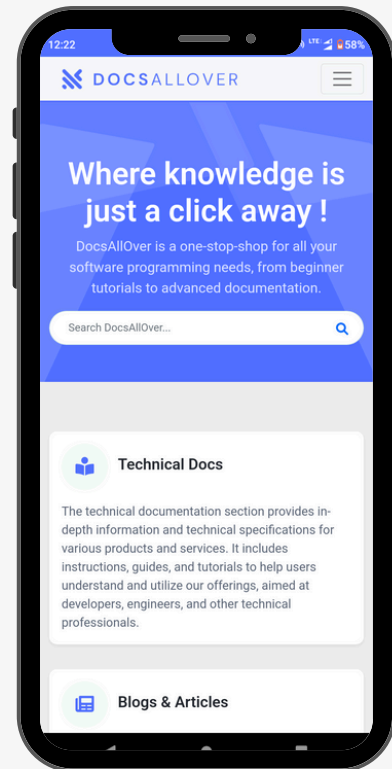 12:22
LTE 58%
DOCSALLOVER
Where knowledge is
just a click away !
DocsAllOver is a one-stop-shop for all your
software programming needs, from beginner
tutorials to advanced documentation.
Search DocsAllOver...
Technical Docs
The technical documentation section provides in-
depth information and technical specifications for
various products and services. It includes
instructions, guides, and tutorials to help users
understand and utilize our offerings, aimed at
developers, engineers, and other technical
professionals.
Blogs & Articles